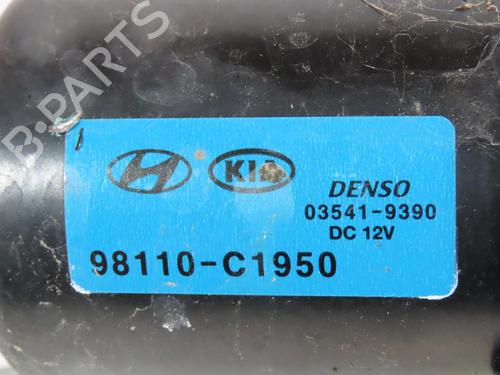 B-PARTS
KIA
DENSO
03541-9390
DC 12V
98110-C1950